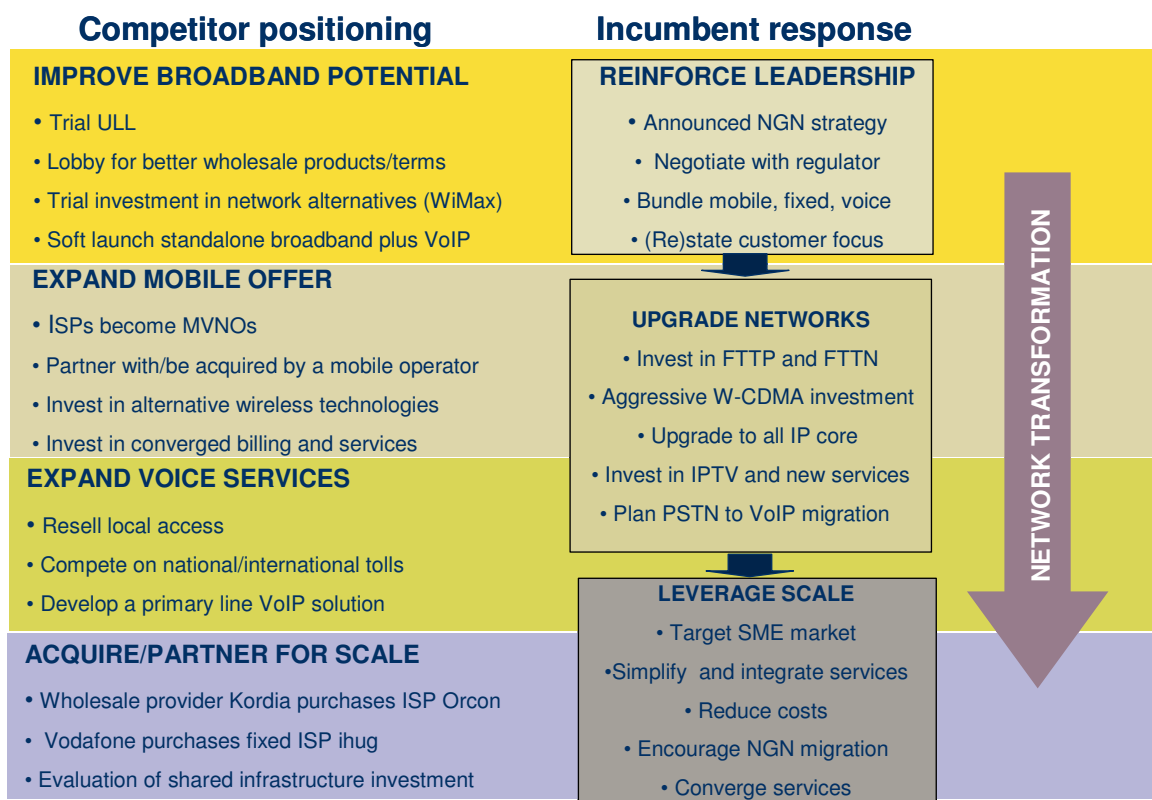 Competitor positioning
IMPROVE BROADBAND POTENTIAL
• Trial ULL
• Lobby for better wholesale products/terms
• Trial investment in network alternatives (WiMax)
• Soft launch standalone broadband plus VoIP
EXPAND MOBILE OFFER
• ISPs become MVNOs
• Partner with/be acquired by a mobile operator
• Invest in alternative wireless technologies
• Invest in converged billing and services
EXPAND VOICE SERVICES
• Resell local access
• Compete on national/international tolls
• Develop a primary line VoIP solution
ACQUIRE/PARTNER FOR SCALE
• Wholesale provider Kordia purchases ISP Orcon
• Vodafone purchases fixed ISP ihug
• Evaluation of shared infrastructure investment
Incumbent response
REINFORCE LEADERSHIP
• Announced NGN strategy
• Negotiate with regulator
• Bundle mobile, fixed, voice
• (Re)state customer focus
UPGRADE NETWORKS
• Invest in FTTP and FTTN
• Aggressive W-CDMA investment
• Upgrade to all IP core
• Invest in IPTV and new services
• Plan PSTN to VoIP migration
LEVERAGE SCALE
• Target SME market
•Simplify and integrate services
• Reduce costs
• Encourage NGN migration
• Converge services
NETWORK TRANSFORMATION